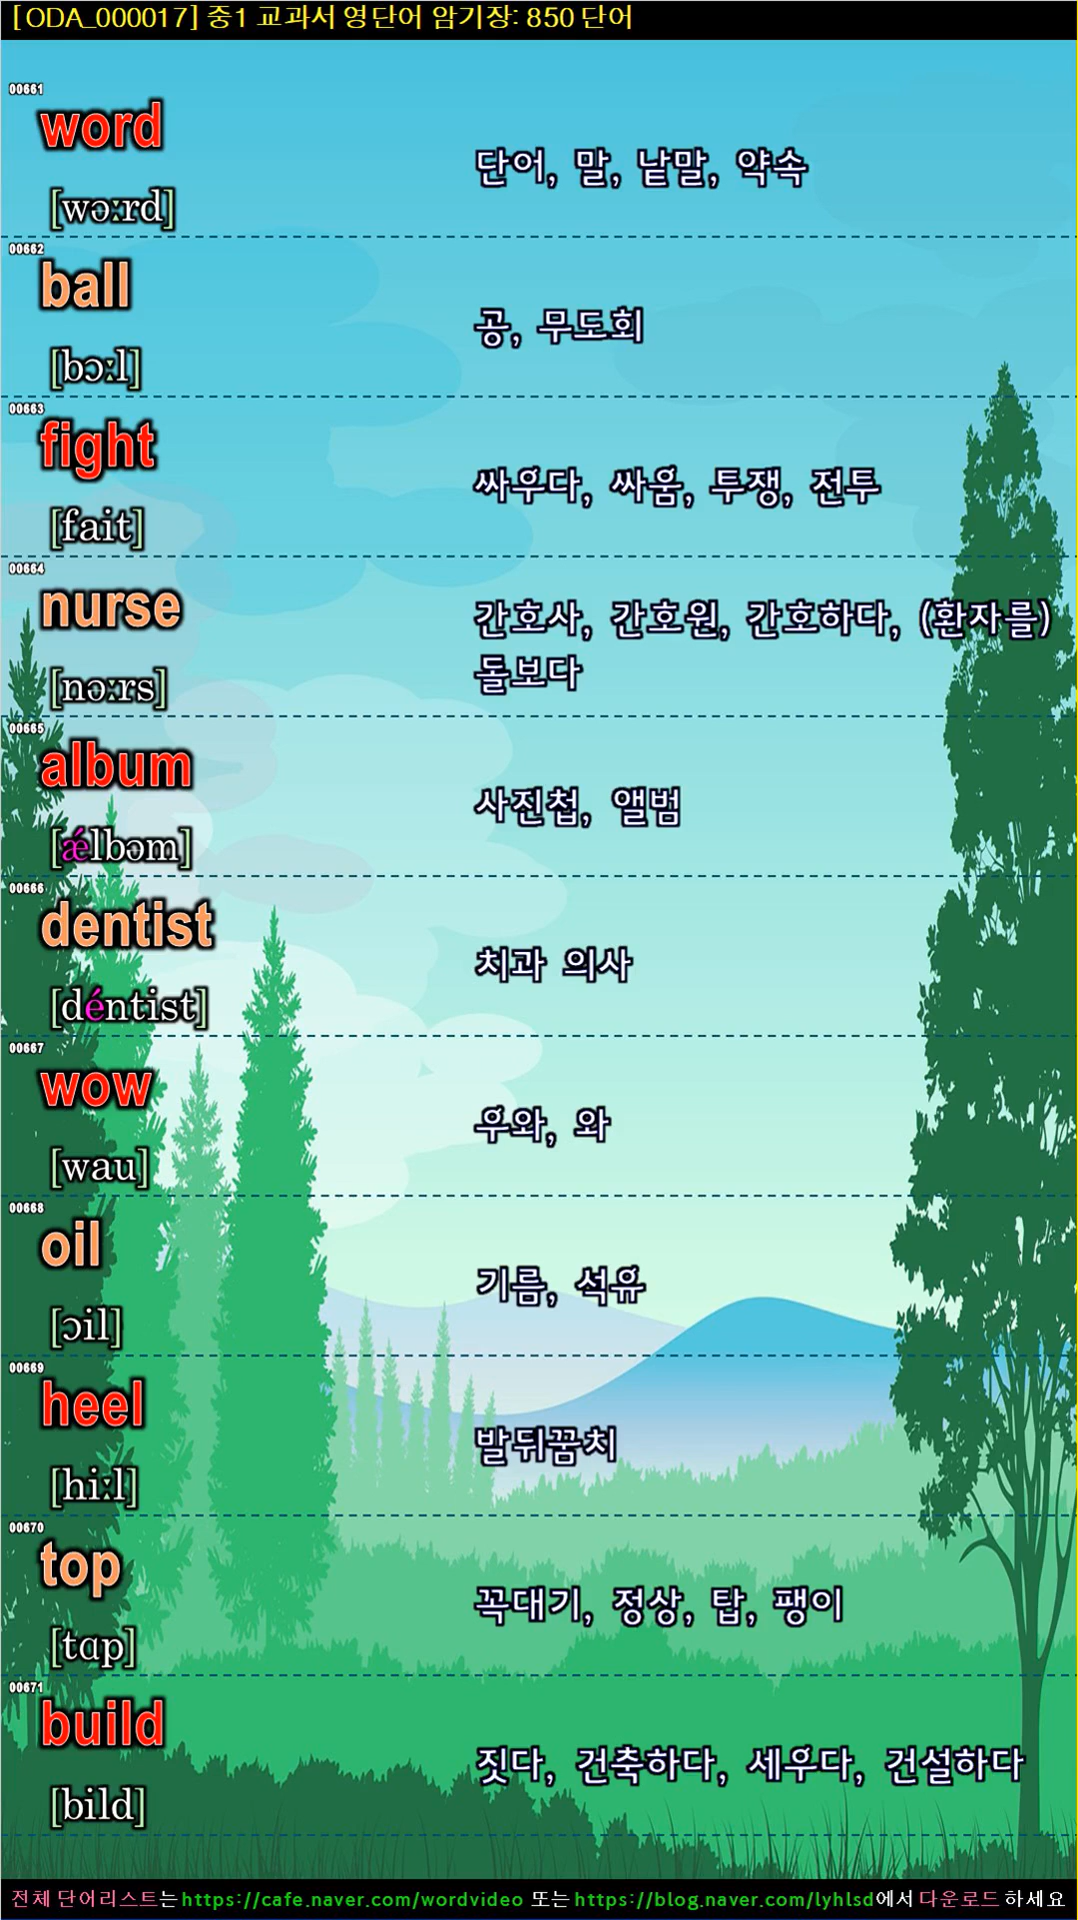 [ODA_000017] 중1 교과서 영단어 암기장: 850 단어
00661
word
단어, 말, 낱말, 약속
[wəːrd]
00662
ball
공, 무도회
[bɔːl]
00663
fight
싸우다, 싸움, 투쟁, 전투
[fait]
00664
nurse
간호사, 간호원, 간호하다, (환자를)
돌보다
[nəːrs]
00665
album
사진첩, 앨범
[ǽlbəm]
00666
dentist
치과 의사
[déntist]
00667
wow
우와, 와
[wau]
00668
oil
기름, 석유
[ɔil]
00669
heel
발뒤꿈치
[hiːl]
00670
top
꼭대기, 정상, 탑, 팽이
[tɑp]
00671
build
짓다, 건축하다, 세우다, 건설하다
[bild]
전체 단어리스트는 https://cafe.naver.com/wordvideo 또는 https://blog.naver.com/lyhlsd에서 다운로드 하세요